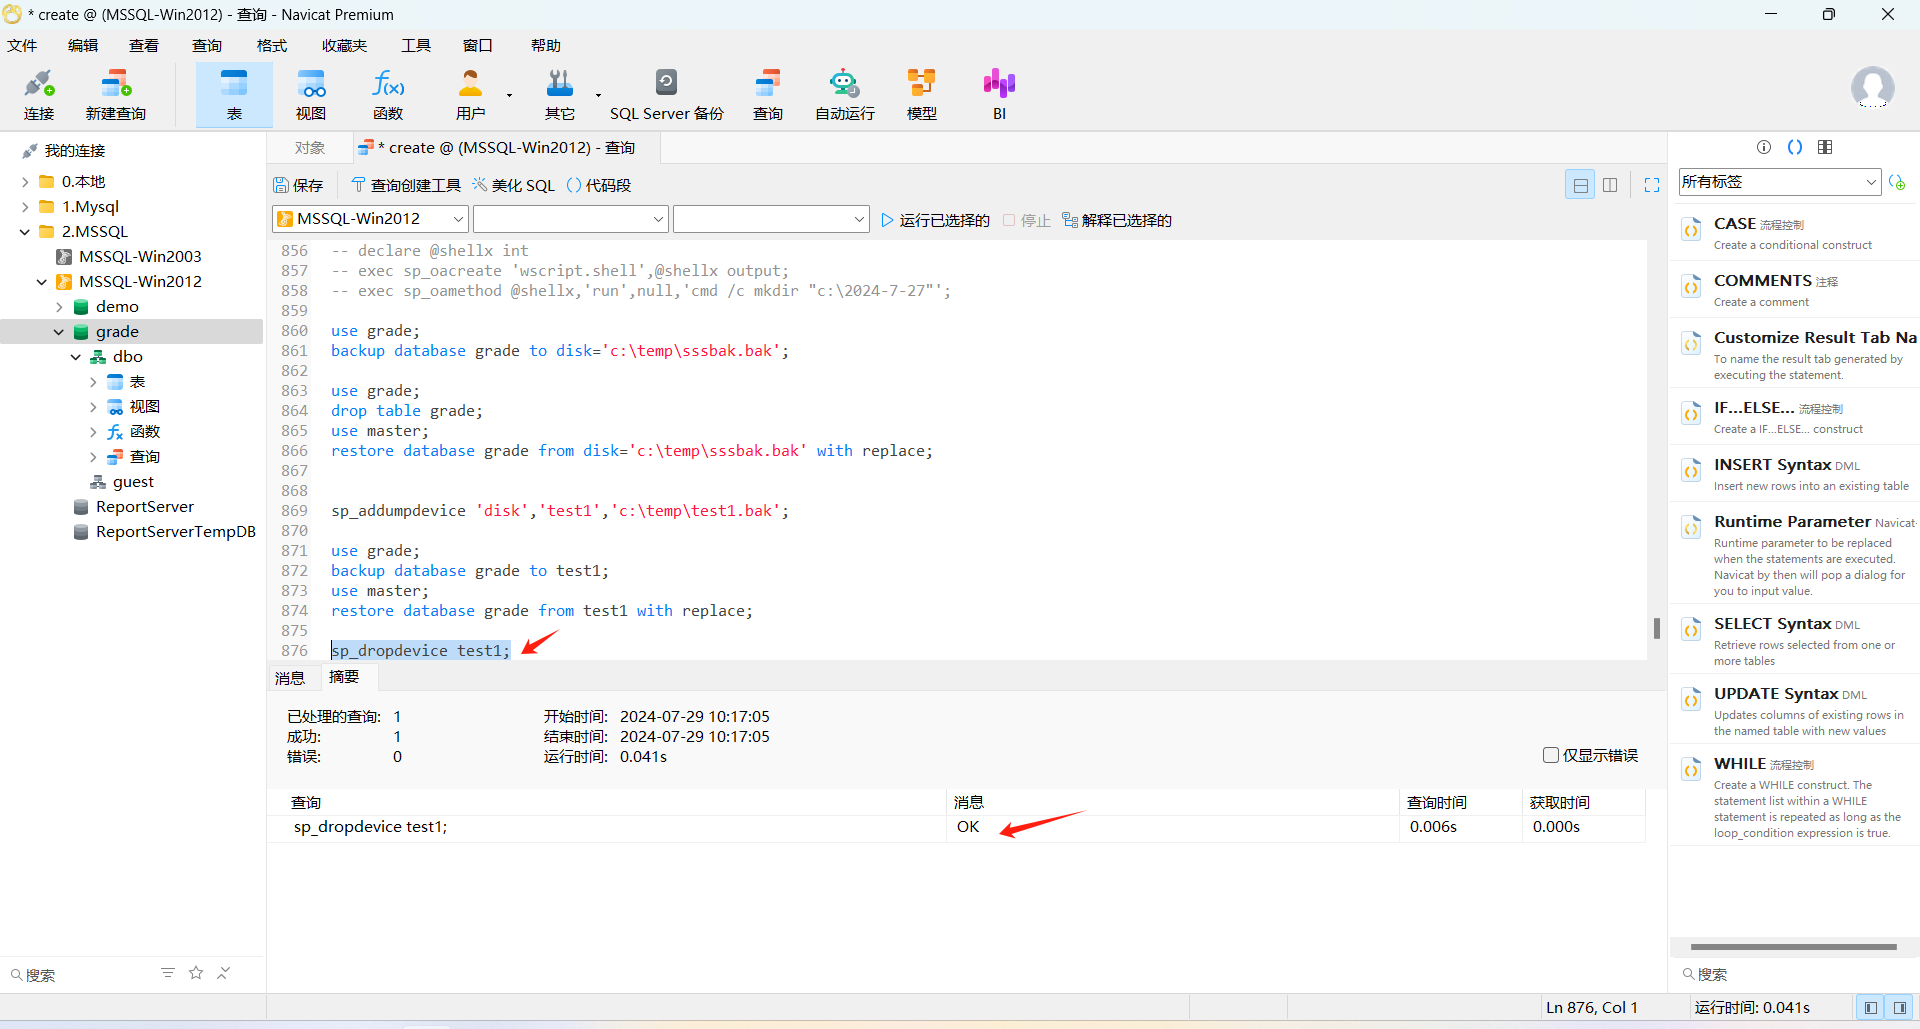 * create @ (MSSQL-Win2012) - 查询 - Navicat Premium
文件 编辑 查看 查询 格式 收藏夹 工具 窗口 帮助
连接 新建查询 表 视图 函数 用户 其它 SQL Server 备份 查询 自动运行 模型 BI
我的连接
0.本地
1.Mysql
2.MSSQL
MSSQL-Win2003
MSSQL-Win2012
demo
grade
dbo
表
视图
函数
查询
guest
ReportServer
ReportServerTempDB
搜索
对象 * create @ (MSSQL-Win2012) - 查询
保存 查询创建工具 美化 SQL () 代码段
MSSQL-Win2012 运行已选择的 停止 解释已选择的
856 -- declare @shellx int
857 -- exec sp_oacreate 'wscript.shell',@shellx output;
858 -- exec sp_oamethod @shellx,'run',null,'cmd /c mkdir "c:\2024-7-27"';
859
860 use grade;
861 backup database grade to disk='c:\temp\sssbak.bak';
862
863 use grade;
864 drop table grade;
865 use master;
866 restore database grade from disk='c:\temp\sssbak.bak' with replace;
867
868
869 sp_addumpdevice 'disk','test1','c:\temp\test1.bak';
870
871 use grade;
872 backup database grade to test1;
873 use master;
874 restore database grade from test1 with replace;
875
876 sp_dropdevice test1;
消息 摘要
已处理的查询: 1 开始时间: 2024-07-29 10:17:05
成功: 1 结束时间: 2024-07-29 10:17:05
错误: 0 运行时间: 0.041s
仅显示错误
查询 消息 查询时间 获取时间
sp_dropdevice test1; OK 0.006s 0.000s
所有标签
CASE 流程控制
Create a conditional construct
COMMENTS 注释
Create a comment
Customize Result Tab Na
To name the result tab generated by
executing the statement.
IF...ELSE... 流程控制
Create a IF...ELSE... construct
INSERT Syntax DML
Insert new rows into an existing table
Runtime Parameter Navicat
Runtime parameter to be replaced
when the statements are executed.
Navicat by then will pop a dialog for
you to input value.
SELECT Syntax DML
Retrieve rows selected from one or
more tables
UPDATE Syntax DML
Updates columns of existing rows in
the named table with new values
WHILE 流程控制
Create a WHILE construct. The
statement list within a WHILE
statement is repeated as long as the
loop_condition expression is true.
搜索
Ln 876, Col 1 运行时间: 0.041s